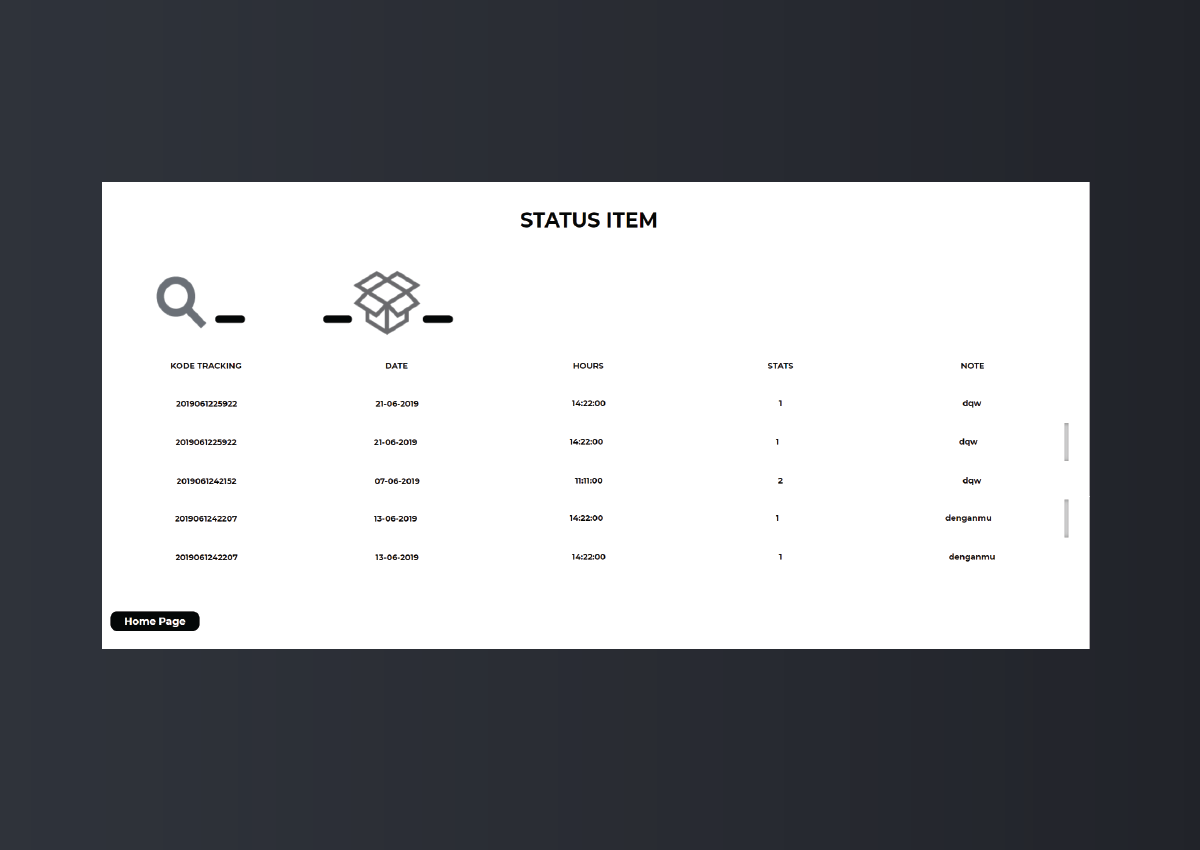 STATUS ITEM
KODE TRACKING DATE HOURS STATS NOTE
2019061225922 21-06-2019 14:22:00 1 dqw
2019061225922 21-06-2019 14:22:00 1 dqw
2019061242152 07-06-2019 11:11:00 2 dqw
2019061242207 13-06-2019 14:22:00 1 denganmu
2019061242207 13-06-2019 14:22:00 1 denganmu
Home Page